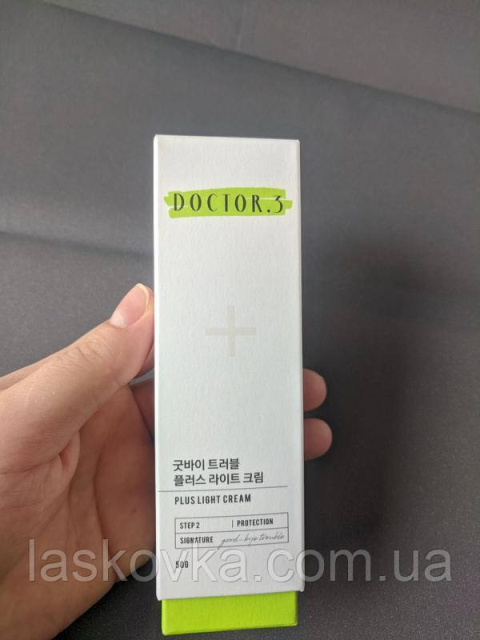 DOCTOR.3
굿바이 트러블
플러스 라이트 크림
PLUS LIGHT CREAM
STEP 2 | PROTECTION
SIGNATURE good-bye trouble
50G
laskovka.com.ua